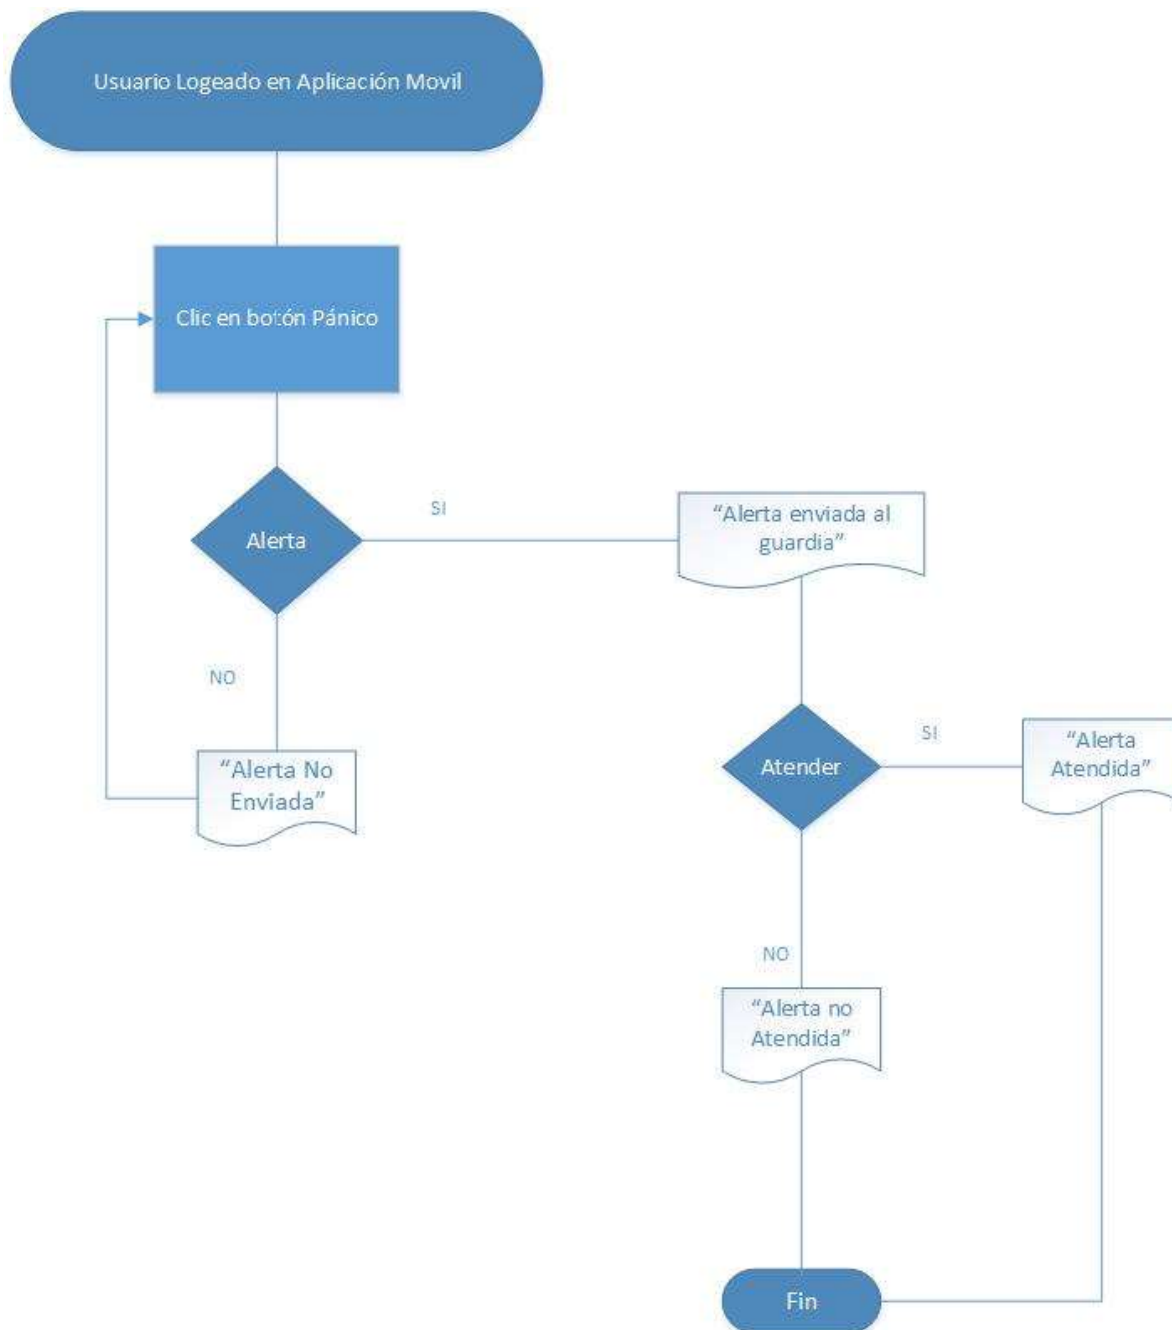 Usuario Logeado en Aplicación Movil
Clic en botón Pánico
Alerta
SI
“Alerta enviada al
guardia”
NO
“Alerta No
Enviada”
Atender
SI
“Alerta
Atendida”
NO
“Alerta no
Atendida”
Fin